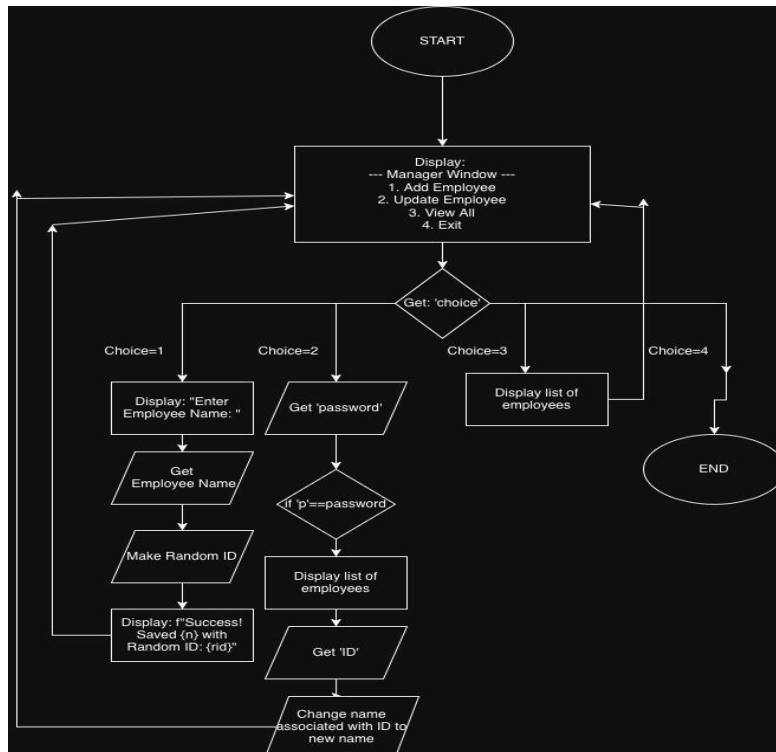 START
Display:
--- Manager Window ---
1. Add Employee
2. Update Employee
3. View All
4. Exit
Get: 'choice'
Choice=1
Choice=2
Choice=3
Choice=4
Display: "Enter
Employee Name: "
Get 'password'
Display list of
employees
END
Get
Employee Name
If 'p'==password
Make Random ID
Display list of
employees
Display: f"Success!
Saved {n} with
Random ID: {rid}"
Get 'ID'
Change name
associated with ID to
new name